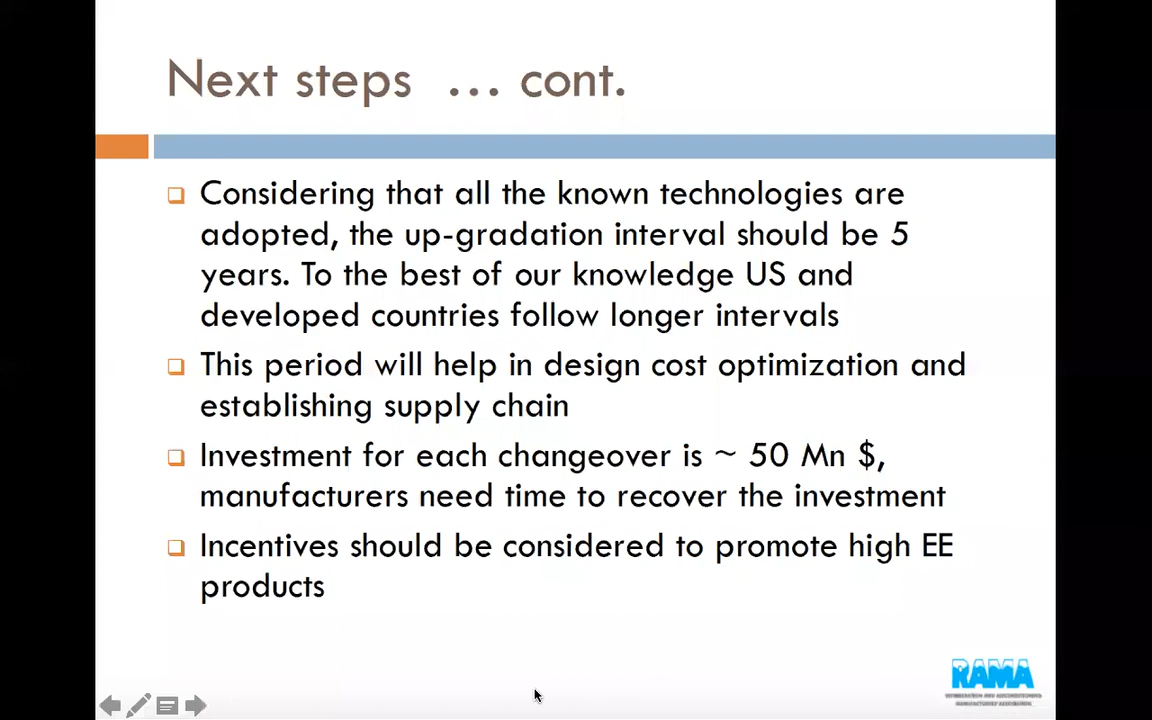 Next steps ... cont.
Considering that all the known technologies are
adopted, the up-gradation interval should be 5
years. To the best of our knowledge US and
developed countries follow longer intervals
This period will help in design cost optimization and
establishing supply chain
Investment for each changeover is ~ 50 Mn $,
manufacturers need time to recover the investment
Incentives should be considered to promote high EE
products
RAMA